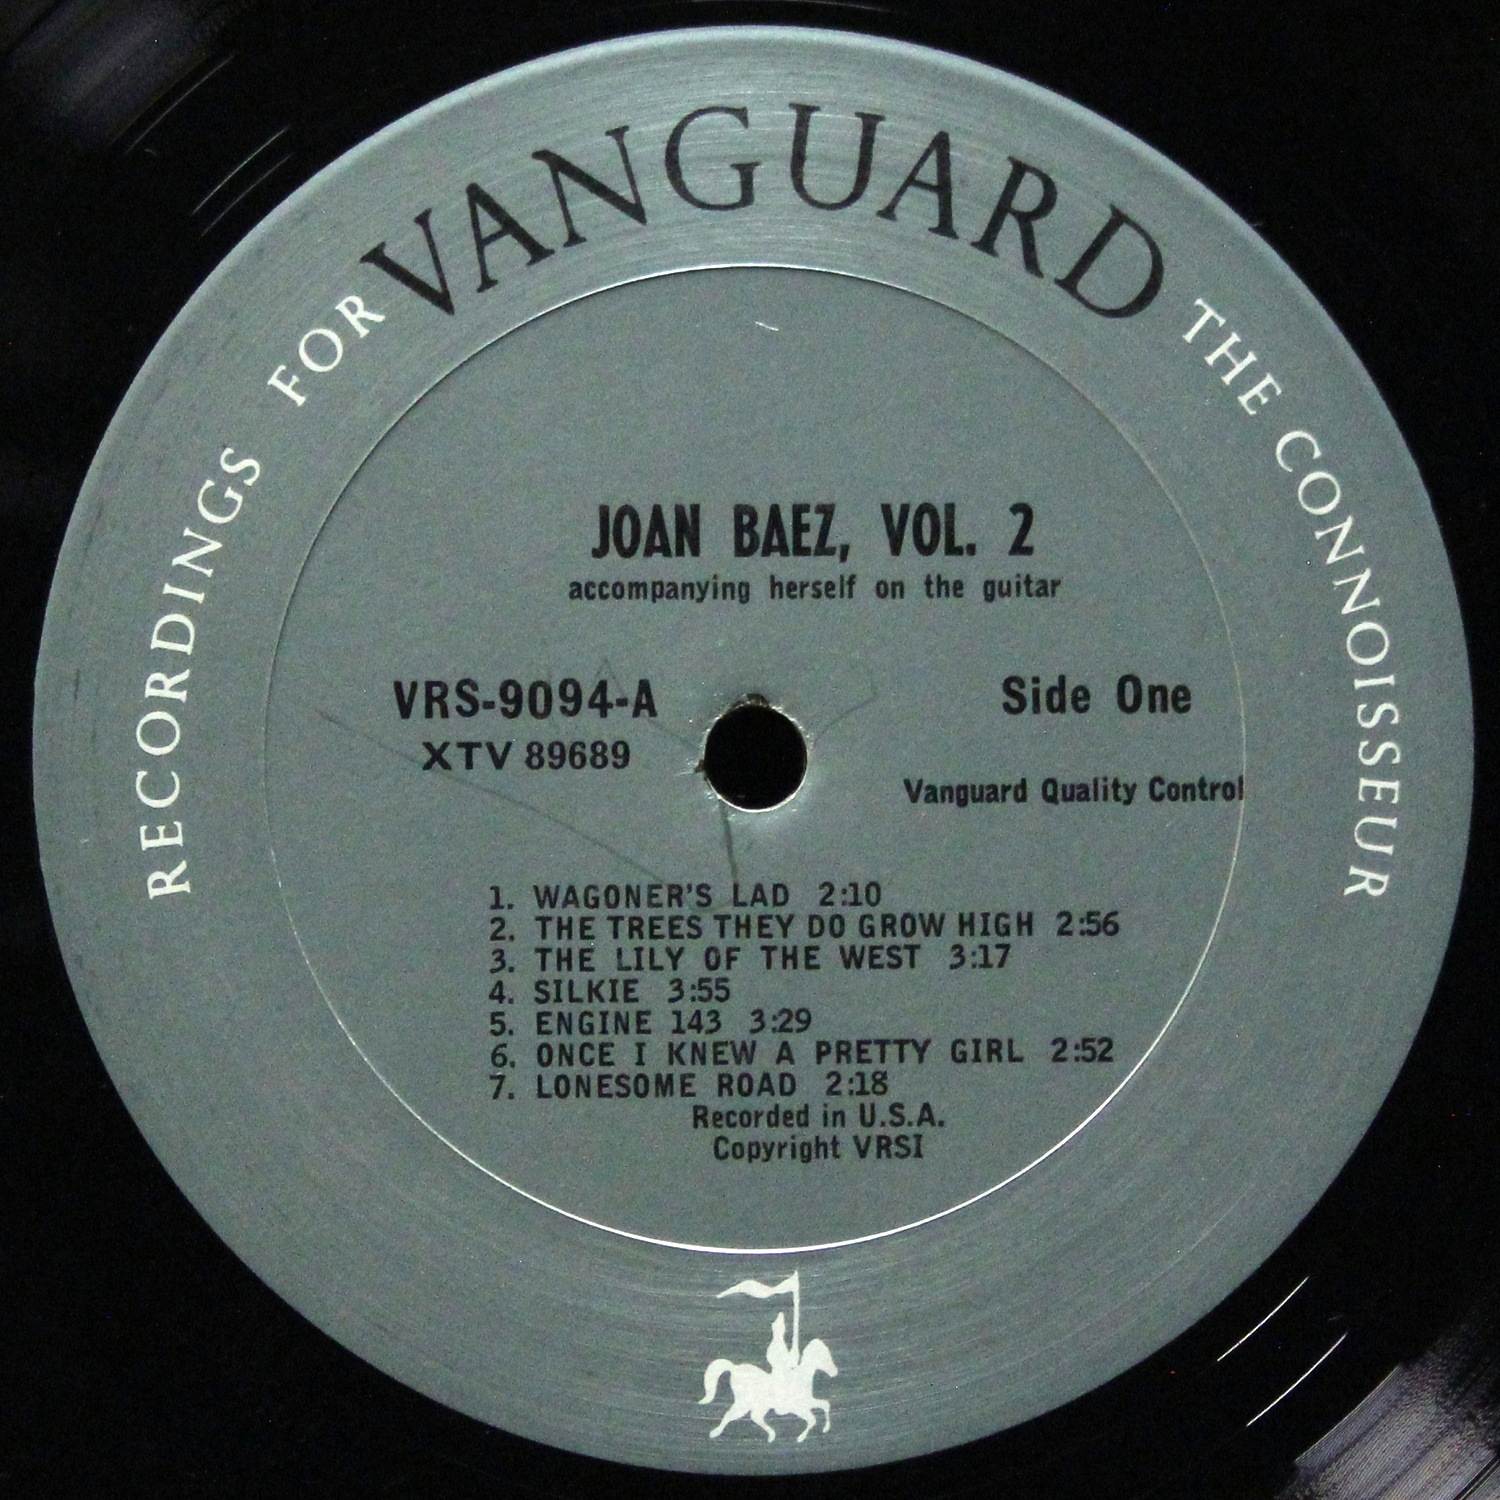 RECORDINGS FOR VANGUARD THE CONNOISSEUR
JOAN BAEZ, VOL. 2
accompanying herself on the guitar
VRS-9094-A
XTV 89689
Side One
Vanguard Quality Control
1. WAGONER'S LAD 2:10
2. THE TREES THEY DO GROW HIGH 2:56
3. THE LILY OF THE WEST 3:17
4. SILKIE 3:55
5. ENGINE 143 3:29
6. ONCE I KNEW A PRETTY GIRL 2:52
7. LONESOME ROAD 2:18
Recorded in U.S.A.
Copyright VRSI